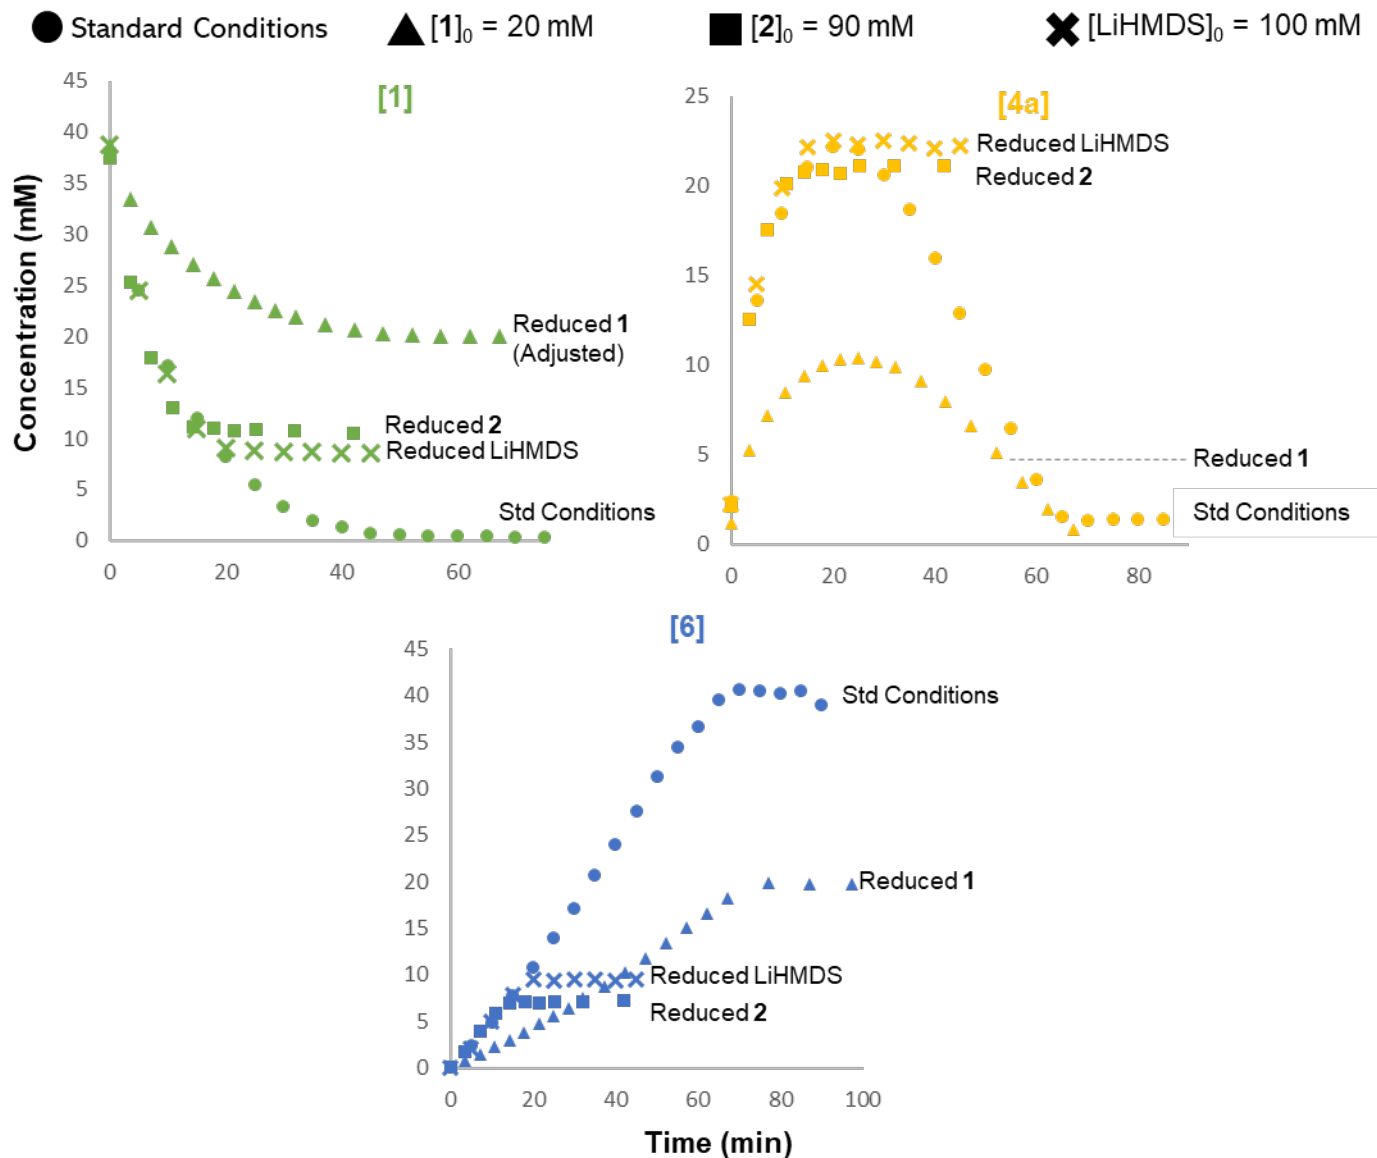 Standard Conditions
[1]₀ = 20 mM
[2]₀ = 90 mM
[LiHMDS]₀ = 100 mM
[1]
Concentration (mM)
45
40
35
30
25
20
15
10
5
0
0
20
40
60
Reduced 1
(Adjusted)
Reduced 2
Reduced LiHMDS
Std Conditions
[4a]
25
20
15
10
5
0
0
20
40
60
80
Reduced LiHMDS
Reduced 2
Reduced 1
Std Conditions
[6]
45
40
35
30
25
20
15
10
5
0
0
20
40
60
80
100
Std Conditions
Reduced 1
Reduced LiHMDS
Reduced 2
Time (min)